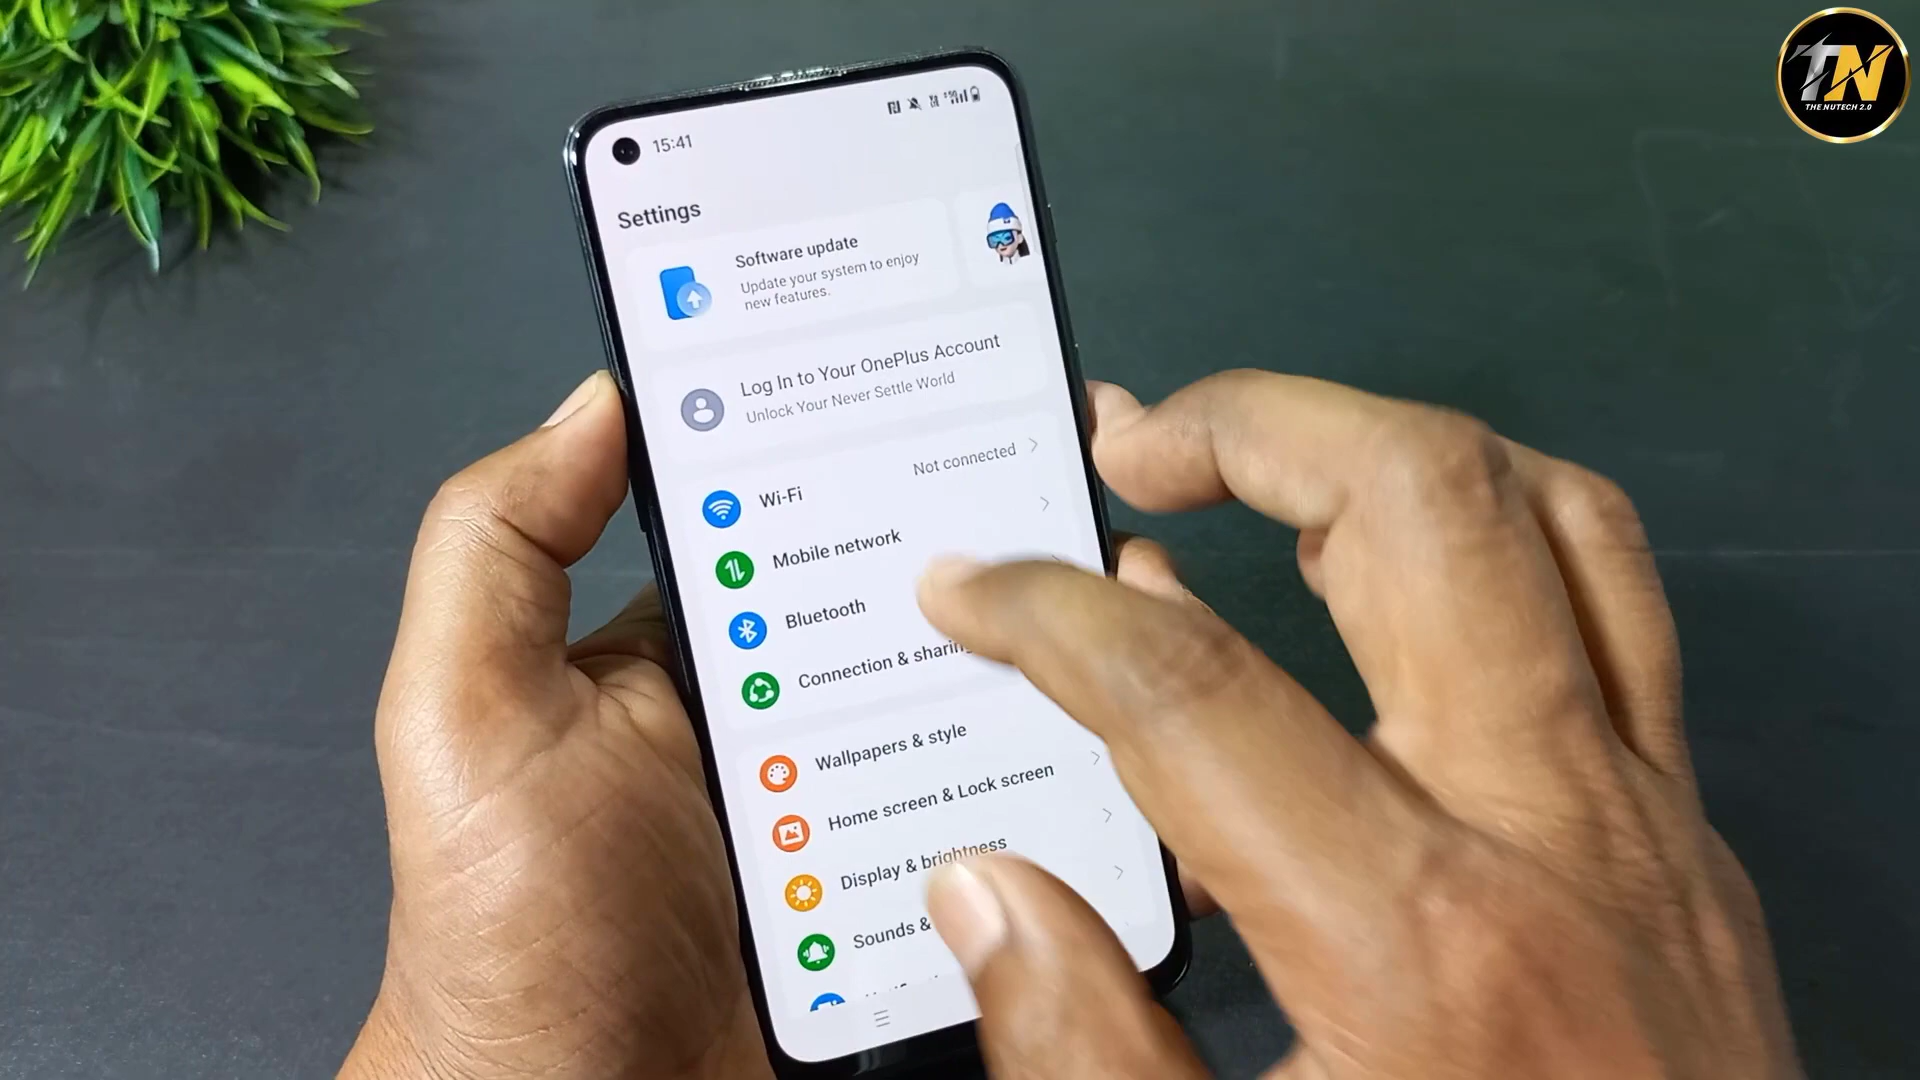 TN
THE NUTECH 2.0
15:41
Settings
Software update
Update your system to enjoy
new features.
Log In to Your OnePlus Account
Unlock Your Never Settle World
Wi-Fi
Not connected
Mobile network
Bluetooth
Connection & sharing
Wallpapers & style
Home screen & Lock screen
Display & brightness
Sounds &